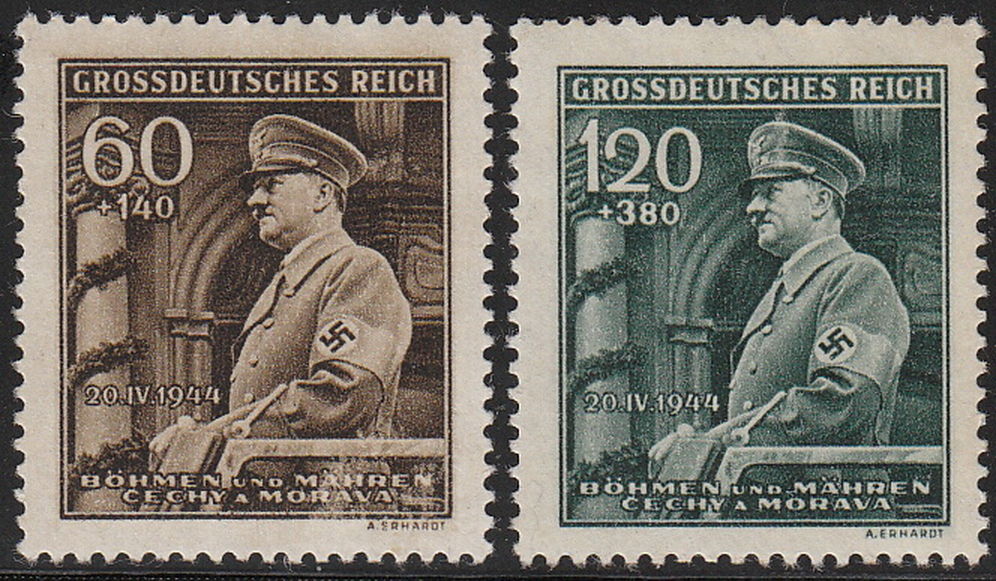 GROSSDEUTSCHES REICH
60
+140
20.IV.1944
BÖHMEN UND MÄHREN
ČECHY A MORAVA
A.ERHARDT
GROSSDEUTSCHES REICH
120
+380
20.IV.1944
BÖHMEN UND MÄHREN
ČECHY A MORAVA
A.ERHARDT